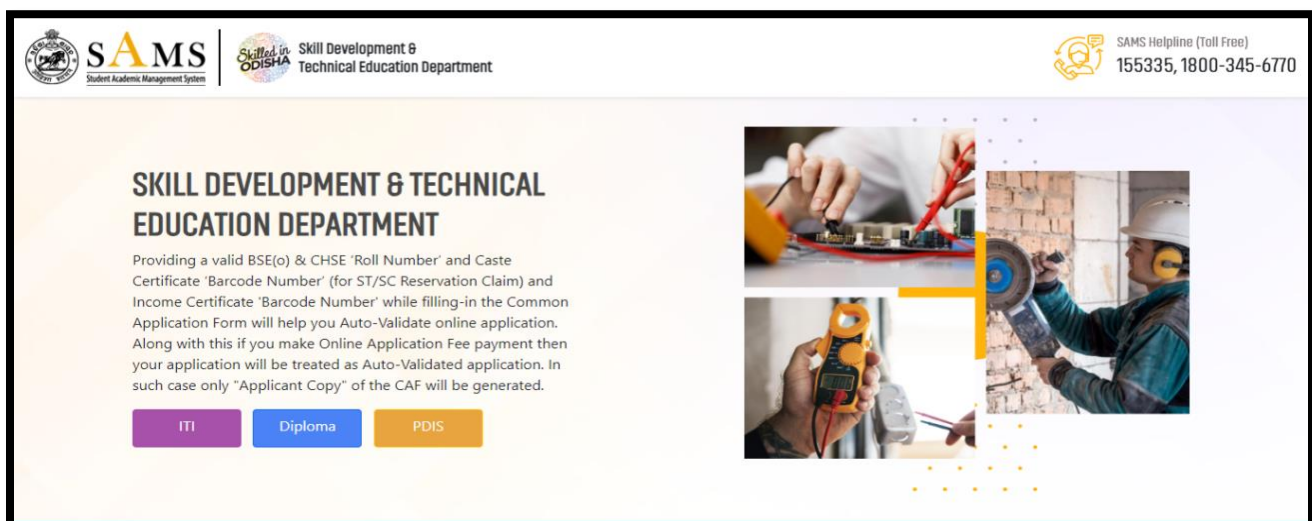 SAMS
Student Academic Management System
Skilled in
ODISHA
Skill Development &
Technical Education Department
SAMS Helpline (Toll Free)
155335, 1800-345-6770
SKILL DEVELOPMENT & TECHNICAL
EDUCATION DEPARTMENT
Providing a valid BSE(o) & CHSE ‘Roll Number’ and Caste
Certificate ‘Barcode Number’ (for ST/SC Reservation Claim) and
Income Certificate ‘Barcode Number’ while filling-in the Common
Application Form will help you Auto-Validate online application.
Along with this if you make Online Application Fee payment then
your application will be treated as Auto-Validated application. In
such case only "Applicant Copy" of the CAF will be generated.
ITI
Diploma
PDIS